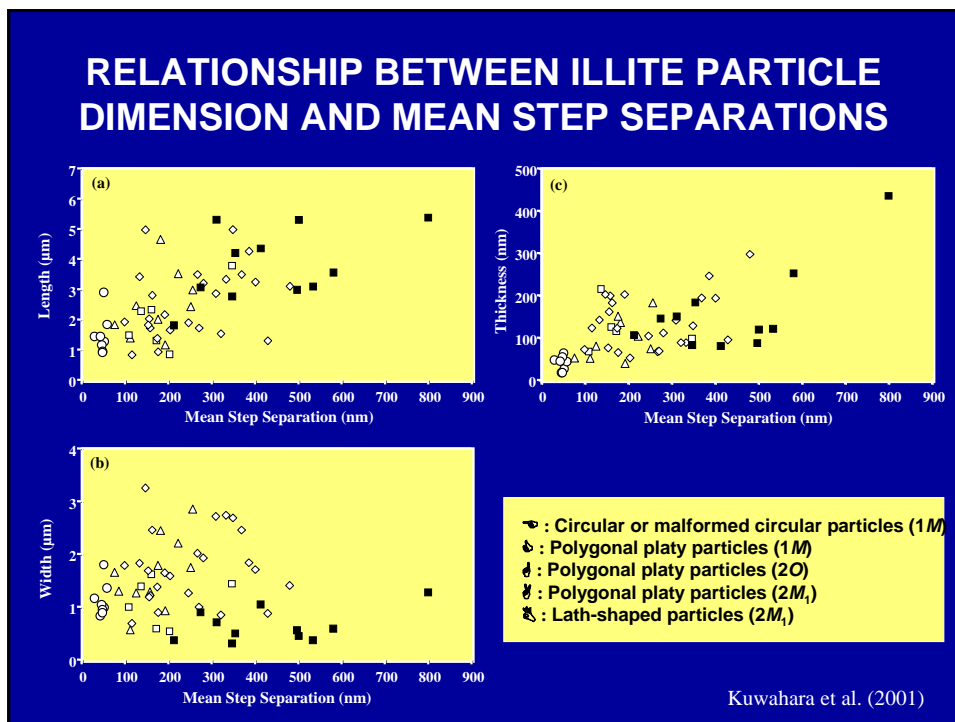 RELATIONSHIP BETWEEN ILLITE PARTICLE
DIMENSION AND MEAN STEP SEPARATIONS
(a)
Length (µm)
7
6
5
4
3
2
1
0
0 100 200 300 400 500 600 700 800 900
Mean Step Separation (nm)
(c)
Thickness (nm)
500
400
300
200
100
0
0 100 200 300 400 500 600 700 800 900
Mean Step Separation (nm)
(b)
Width (µm)
4
3
2
1
0
0 100 200 300 400 500 600 700 800 900
Mean Step Separation (nm)
: Circular or malformed circular particles (1M)
: Polygonal platy particles (1M)
: Polygonal platy particles (2O)
: Polygonal platy particles (2M₁)
: Lath-shaped particles (2M₁)
Kuwahara et al. (2001)